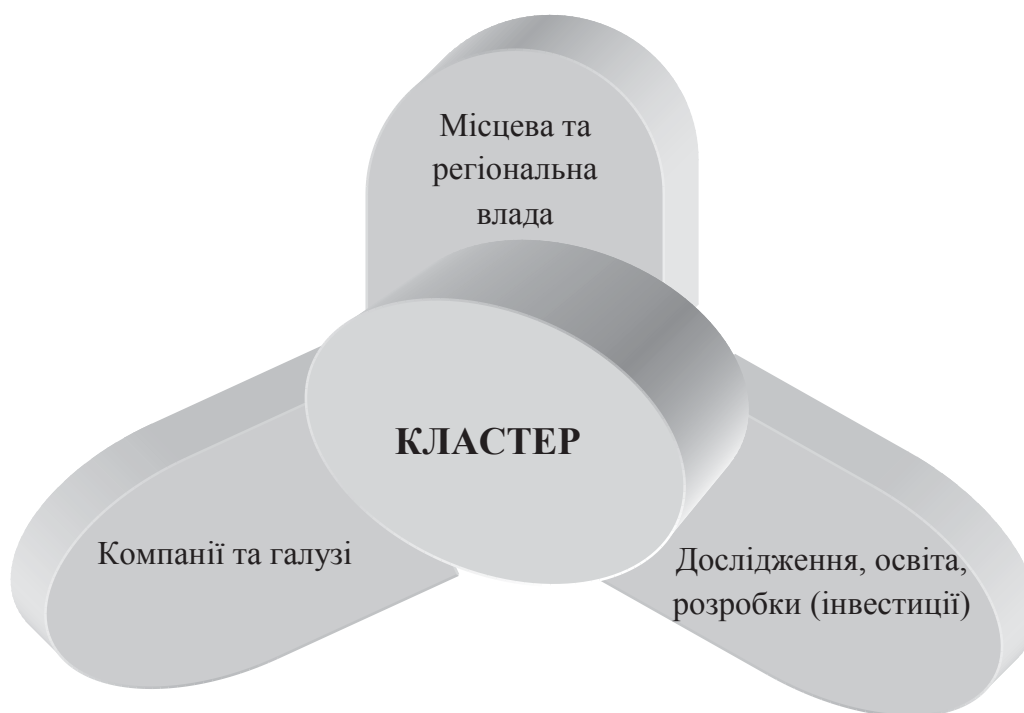 Місцева та
регіональна
влада
КЛАСТЕР
Компанії та галузі
Дослідження, освіта,
розробки (інвестиції)